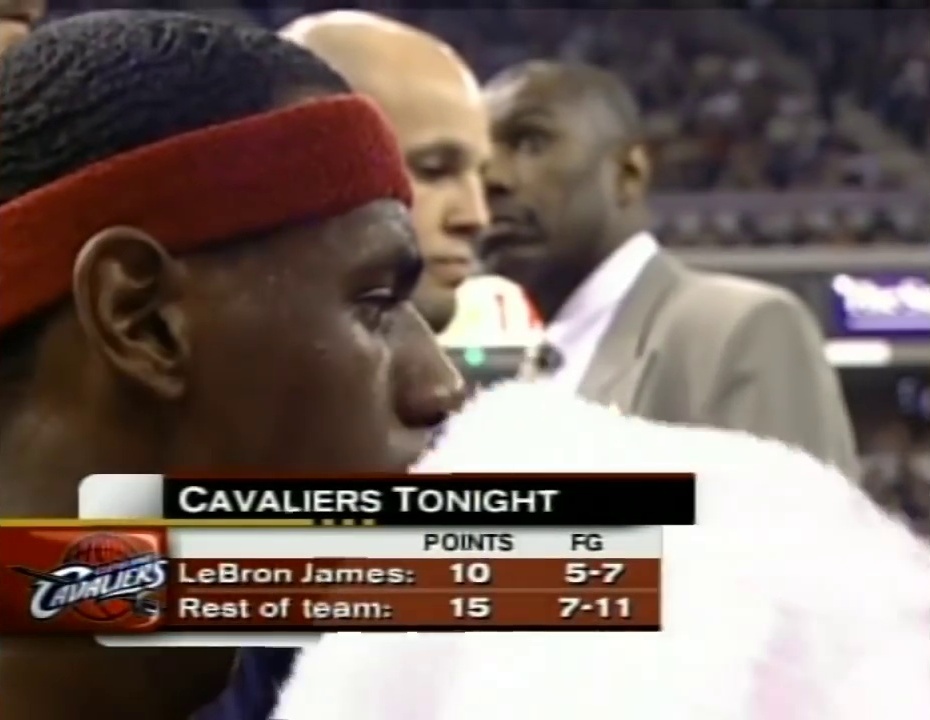 CAVALIERS TONIGHT
POINTS FG
CAVALIERS
LeBron James: 10 5-7
Rest of team: 15 7-11